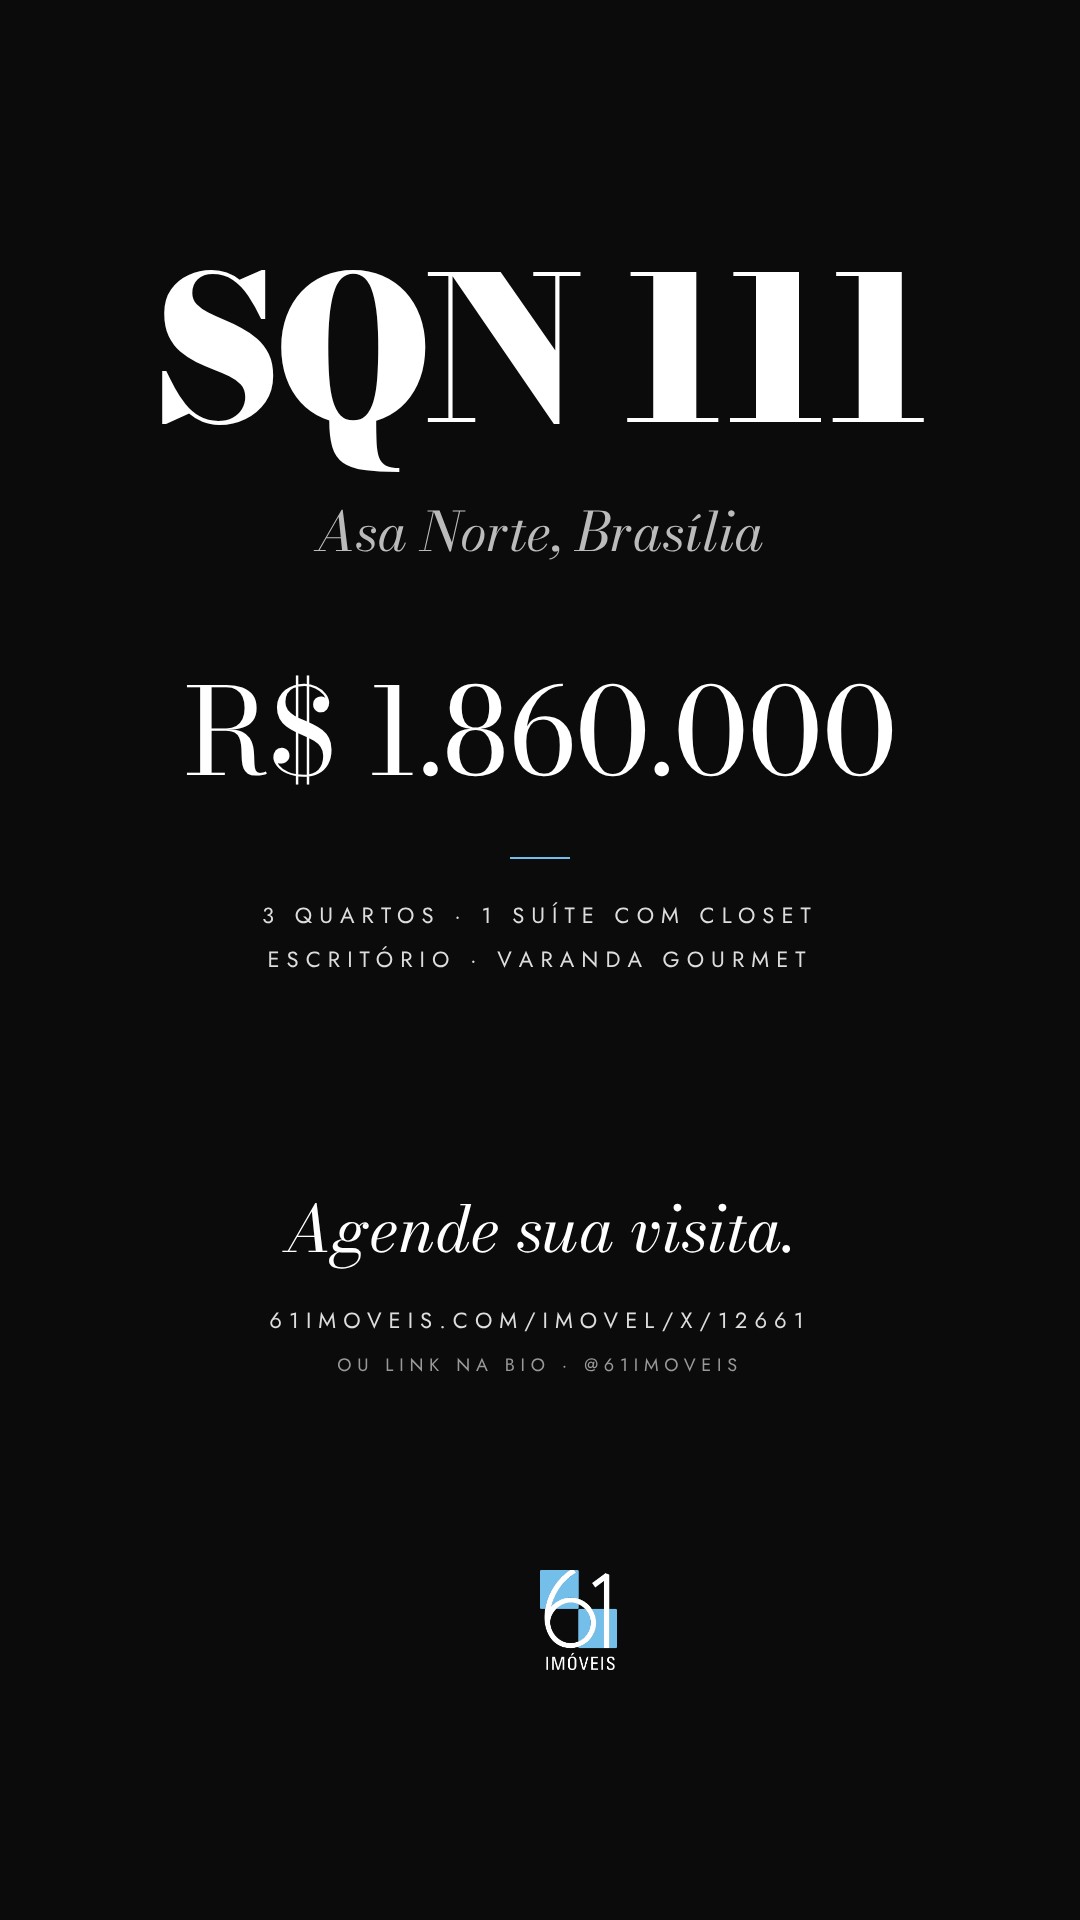 SQN 111
Asa Norte, Brasília
R$ 1.860.000
3 QUARTOS · 1 SUÍTE COM CLOSET
ESCRITÓRIO · VARANDA GOURMET
Agende sua visita.
61IMOVEIS.COM/IMOVEL/X/12661
OU LINK NA BIO · @61IMOVEIS
61
IMÓVEIS